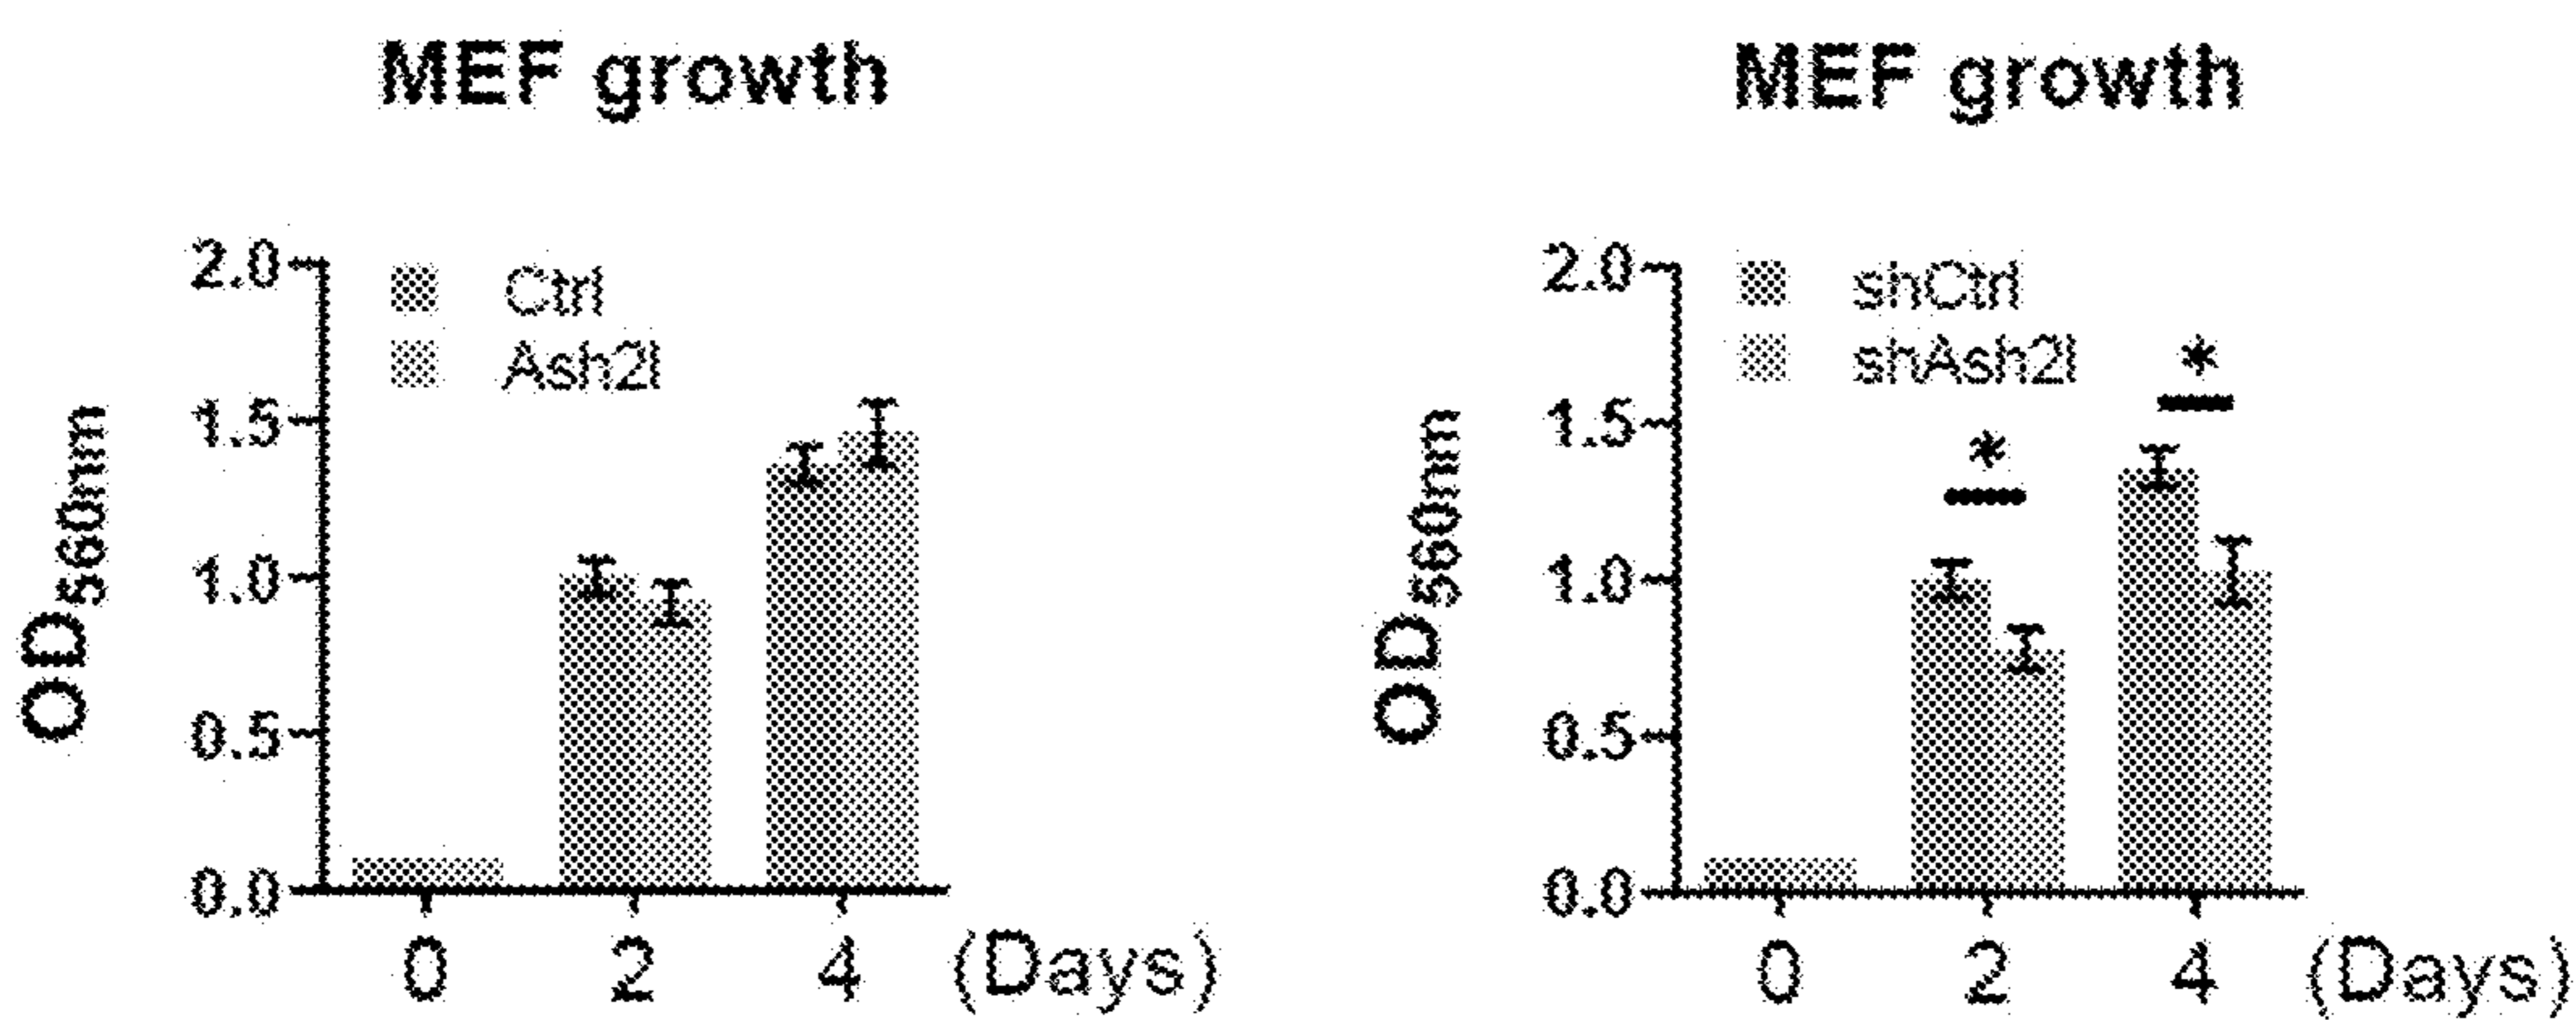 MEF growth
2.0
1.5
1.0
0.5
0.0
OD560nm
Ctrl
Ash2l
0 2 4 (Days)
MEF growth
2.0
1.5
1.0
0.5
0.0
OD560nm
shCtrl
shAsh2l
*
*
0 2 4 (Days)